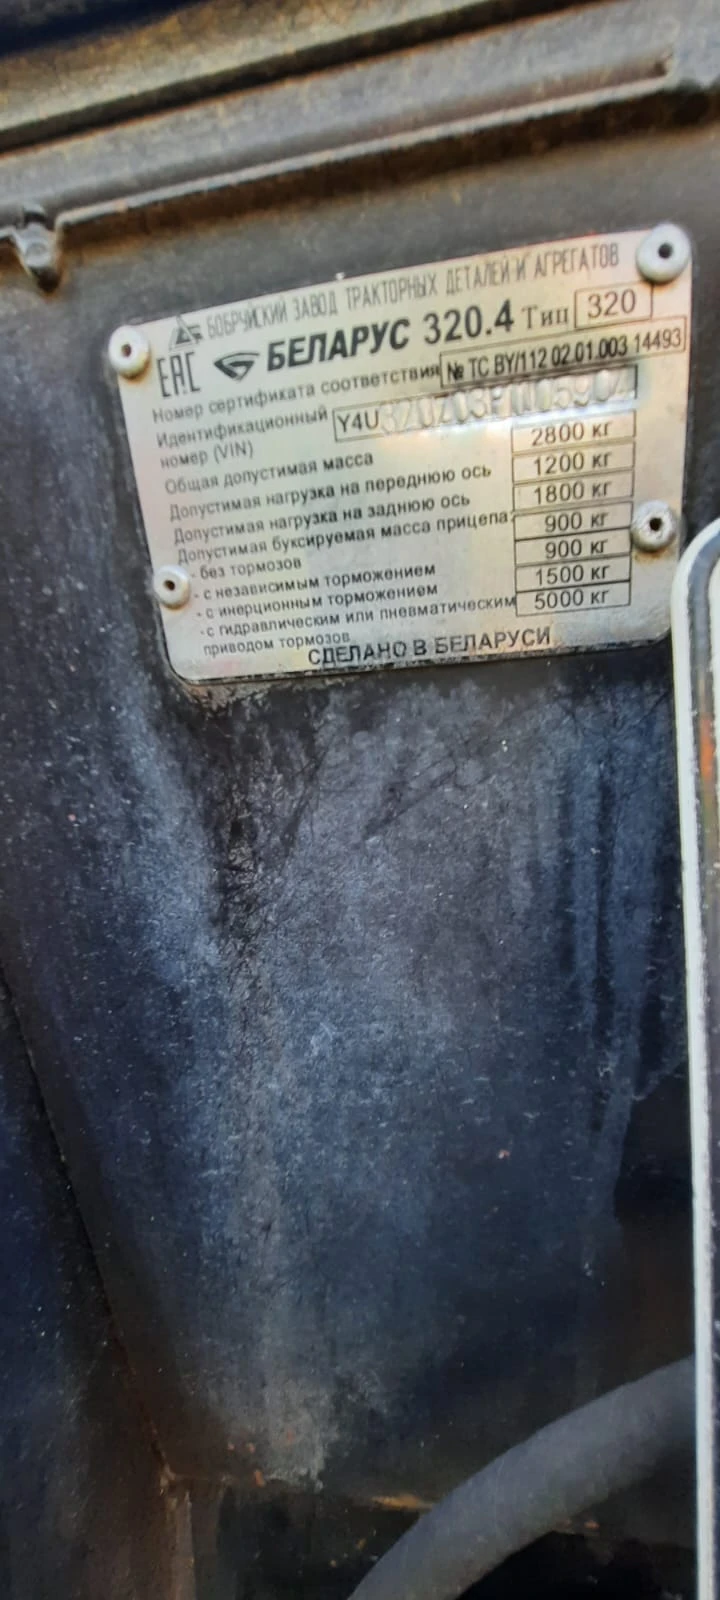 БОБРУЙСКИЙ ЗАВОД ТРАКТОРНЫХ ДЕТАЛЕЙ И АГРЕГАТОВ
EAC БЕЛАРУС 320.4 Тип 320
Номер сертификата соответствия № ТС BY/112 02.01.003 14493
Идентификационный номер (VIN) Y4U
Общая допустимая масса 2800 кг
Допустимая нагрузка на переднюю ось 1200 кг
Допустимая нагрузка на заднюю ось 1800 кг
Допустимая буксируемая масса прицепа:
- без тормозов 900 кг
- с независимым торможением 900 кг
- с инерционным торможением 1500 кг
- с гидравлическим или пневматическим 5000 кг
приводом тормозов
СДЕЛАНО В БЕЛАРУСИ